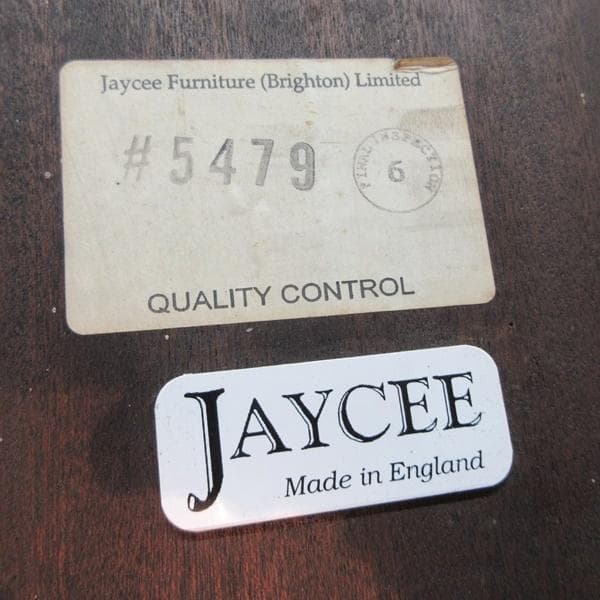 Jaycee Furniture (Brighton) Limited
#5479
FINAL INSPECTION
6
QUALITY CONTROL
JAYCEE
Made in England